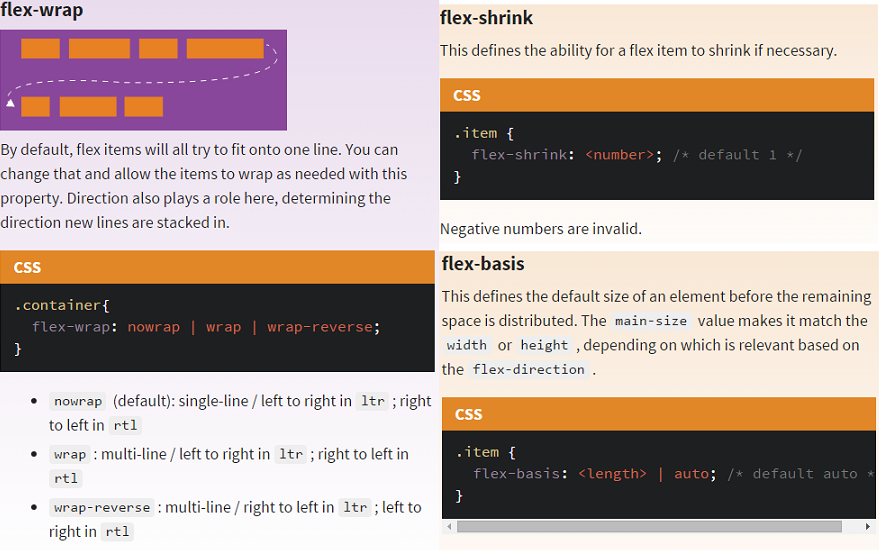 flex-wrap
By default, flex items will all try to fit onto one line. You can
change that and allow the items to wrap as needed with this
property. Direction also plays a role here, determining the
direction new lines are stacked in.
CSS
.container{
flex-wrap: nowrap | wrap | wrap-reverse;
}
• nowrap (default): single-line / left to right in ltr ; right
to left in rtl
• wrap : multi-line / left to right in ltr ; right to left in
rtl
• wrap-reverse : multi-line / right to left in ltr ; left to
right in rtl
flex-shrink
This defines the ability for a flex item to shrink if necessary.
CSS
.item {
flex-shrink: <number>; /* default 1 */
}
Negative numbers are invalid.
flex-basis
This defines the default size of an element before the remaining
space is distributed. The main-size value makes it match the
width or height , depending on which is relevant based on
the flex-direction .
CSS
.item {
flex-basis: <length> | auto; /* default auto *
}